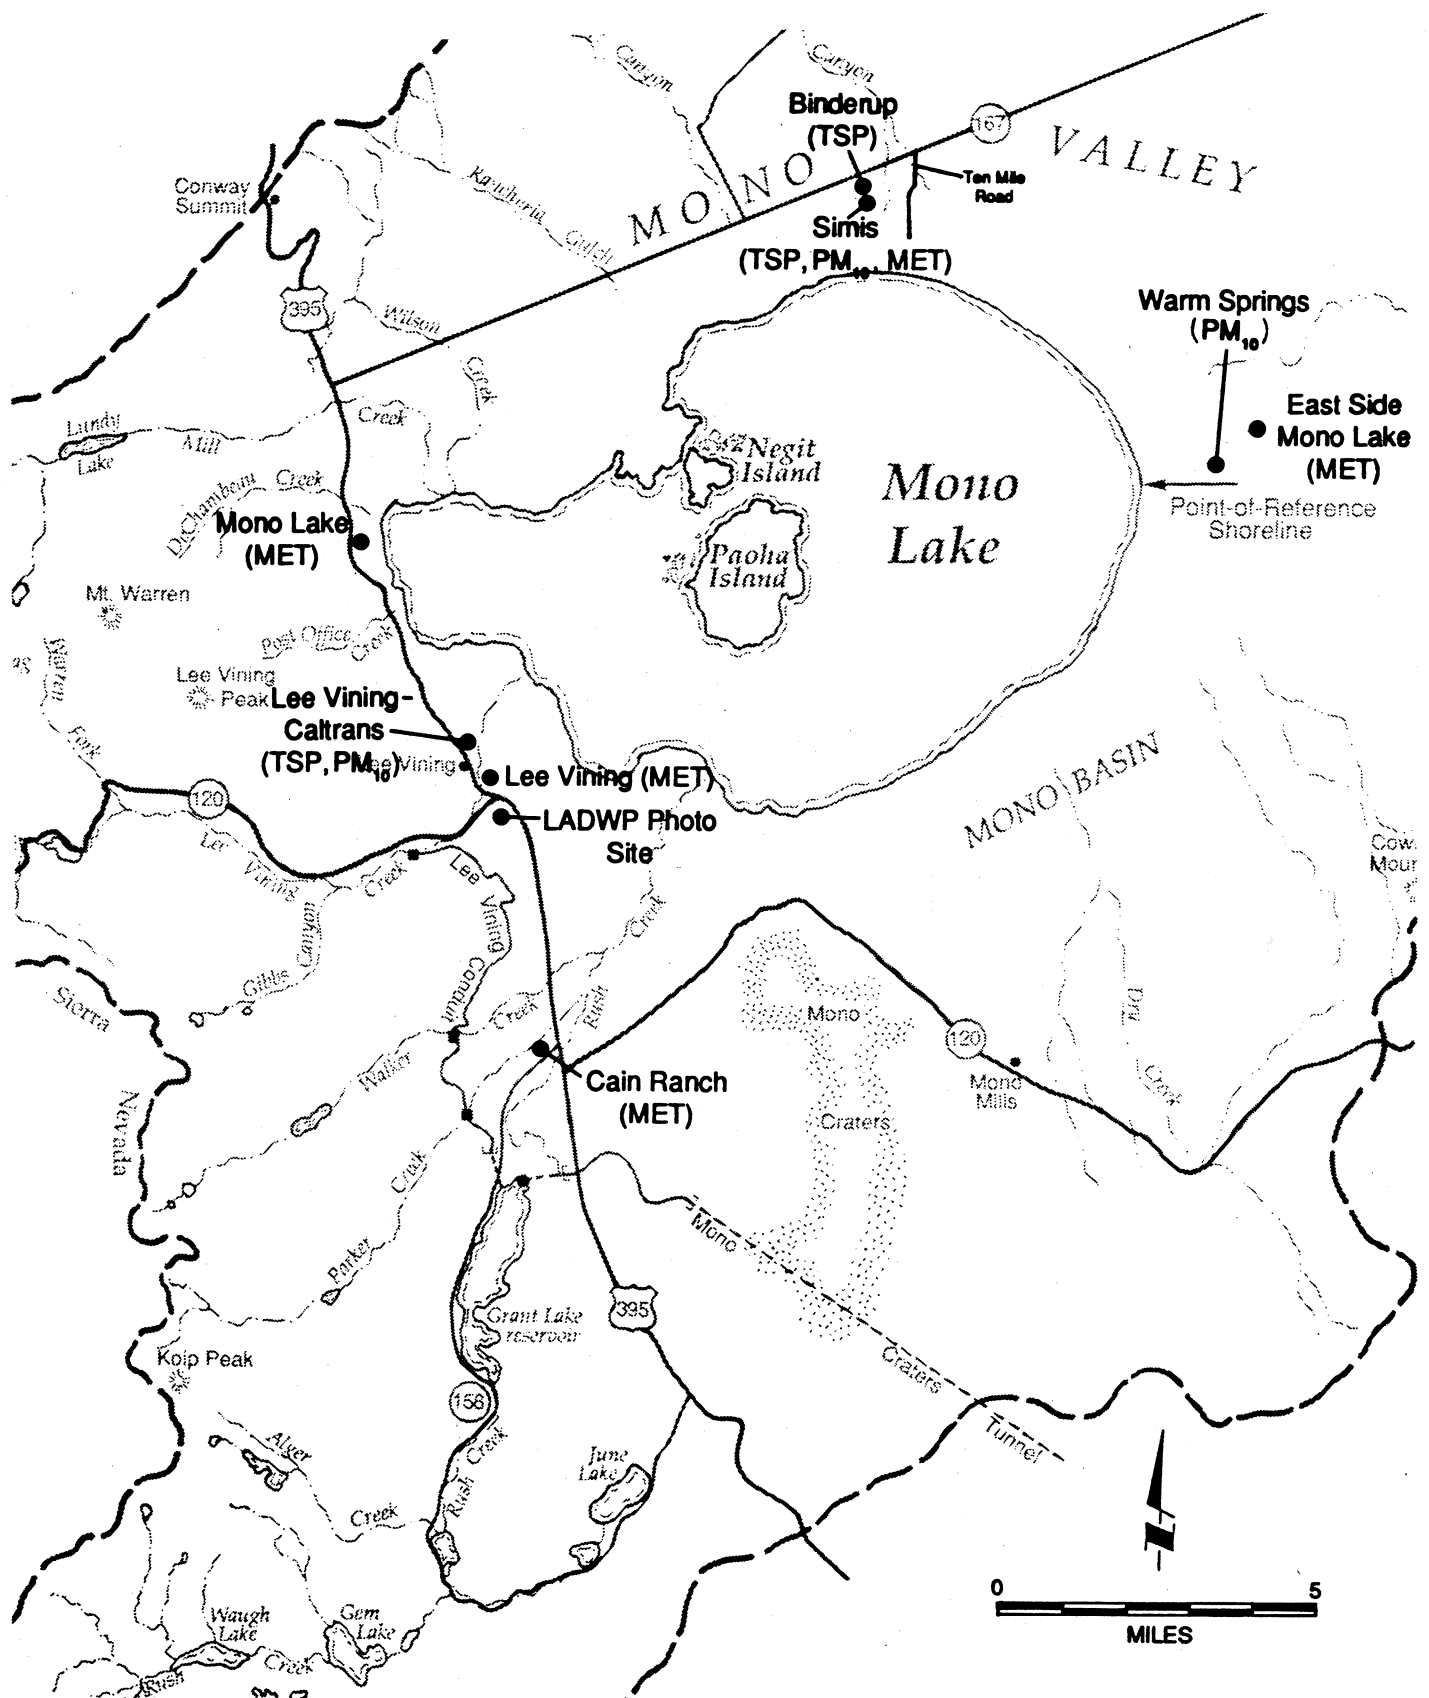 Canyon
Canyon
Binderup
(TSP)
167
MONO VALLEY
Ten Mile
Road
Conway
Summit
Rancheria
Gulch
Simis
(TSP, PM10, MET)
395
Wilson
Creek
Warm Springs
(PM10)
East Side
Mono Lake
(MET)
Lundy
Lake
Mill
Creek
Negit
Island
Mono
Lake
Point-of-Reference
Shoreline
DeChambeau
Creek
Mono Lake
(MET)
Paoha
Island
Mt. Warren
Post Office
Creek
Warren
Fork
Lee Vining
Peak
Lee Vining-
Caltrans
(TSP, PM10)
Lee Vining
Lee Vining (MET)
LADWP Photo
Site
MONO BASIN
120
Lee
Vining
Creek
Lee
Vining
Conduit
Creek
Gibbs
Canyon
Sierra
Nevada
Walker
Creek
Rush
Mono
Craters
120
Mono
Mills
Creek
Cain Ranch
(MET)
Parker
Creek
Mono
Craters
Tunnel
Grant Lake
reservoir
395
Koip Peak
158
Rush
Creek
June
Lake
Alger
Creek
Waugh
Lake
Gem
Lake
Rush
Creek
0
5
MILES